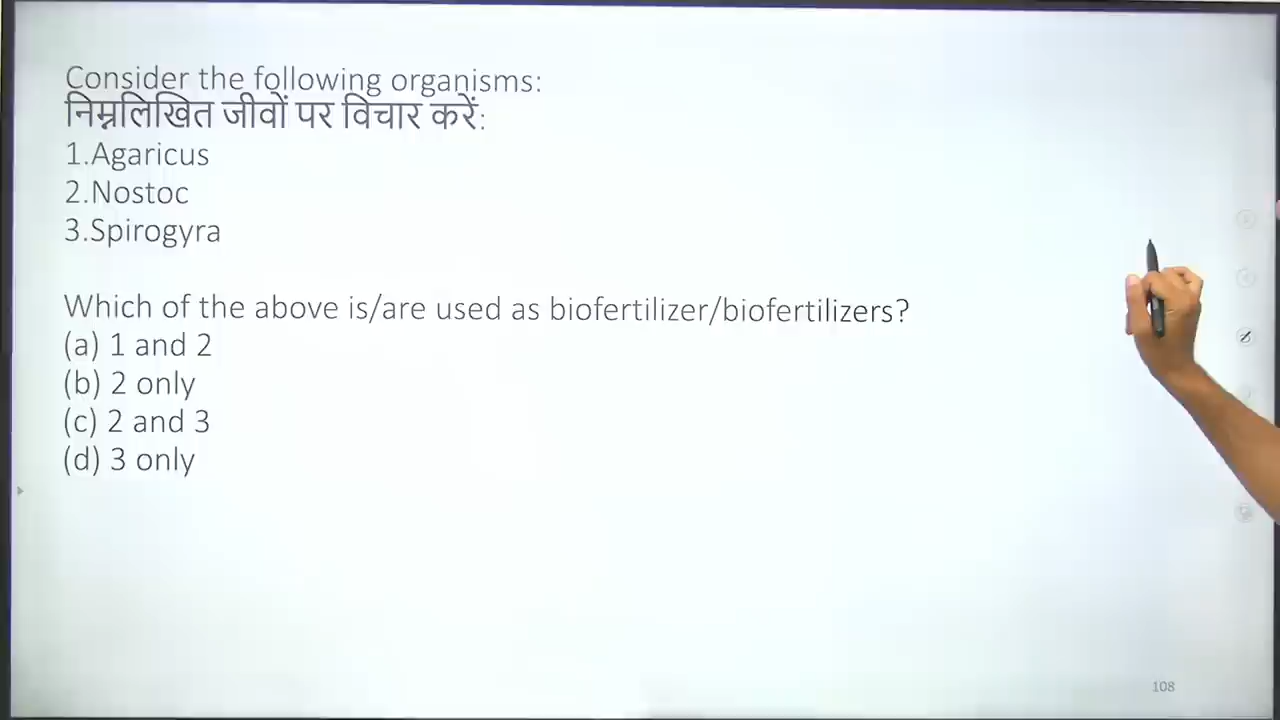 Consider the following organisms:
निम्नलिखित जीवों पर विचार करें:
1.Agaricus
2.Nostoc
3.Spirogyra
Which of the above is/are used as biofertilizer/biofertilizers?
(a) 1 and 2
(b) 2 only
(c) 2 and 3
(d) 3 only
108